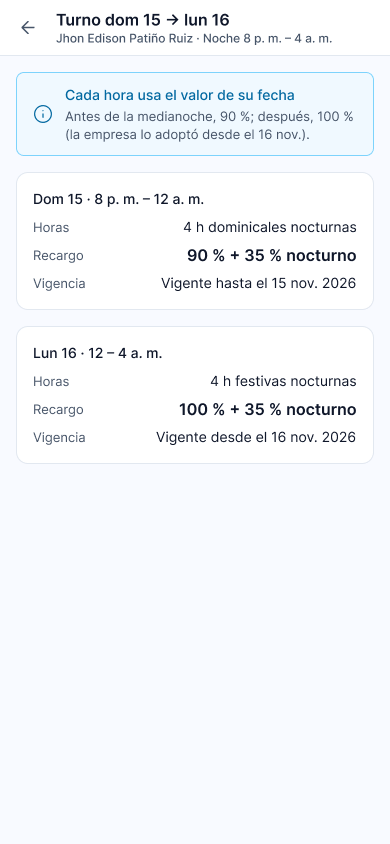 Turno dom 15 → lun 16
Jhon Edison Patiño Ruiz · Noche 8 p. m. – 4 a. m.
Cada hora usa el valor de su fecha
Antes de la medianoche, 90 %; después, 100 %
(la empresa lo adoptó desde el 16 nov.).
Dom 15 · 8 p. m. – 12 a. m.
Horas 4 h dominicales nocturnas
Recargo 90 % + 35 % nocturno
Vigencia Vigente hasta el 15 nov. 2026
Lun 16 · 12 – 4 a. m.
Horas 4 h festivas nocturnas
Recargo 100 % + 35 % nocturno
Vigencia Vigente desde el 16 nov. 2026